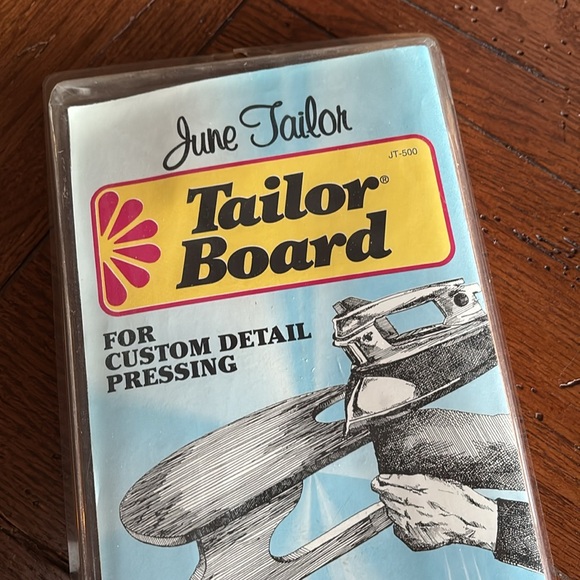 June Tailor
JT-500
Tailor®
Board
FOR
CUSTOM DETAIL
PRESSING